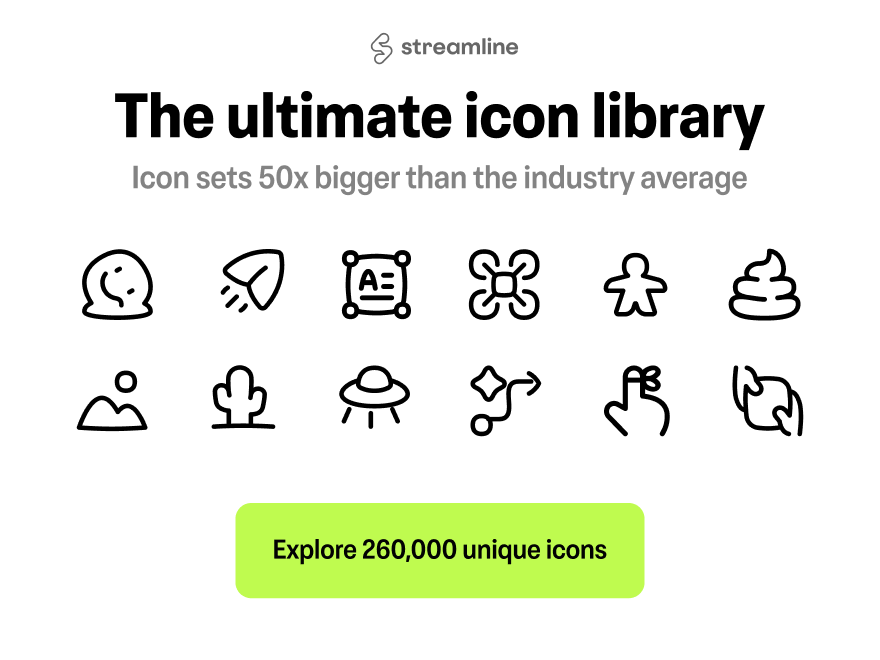 streamline
The ultimate icon library
Icon sets 50x bigger than the industry average
A
Explore 260,000 unique icons